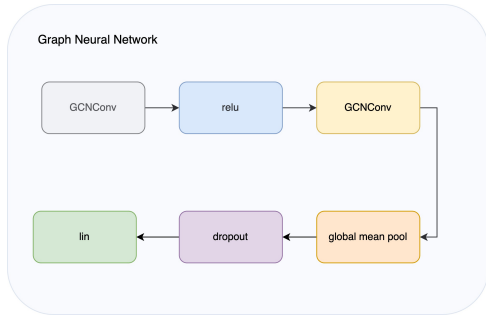 Graph Neural Network
GCNConv
relu
GCNConv
lin
dropout
global mean pool